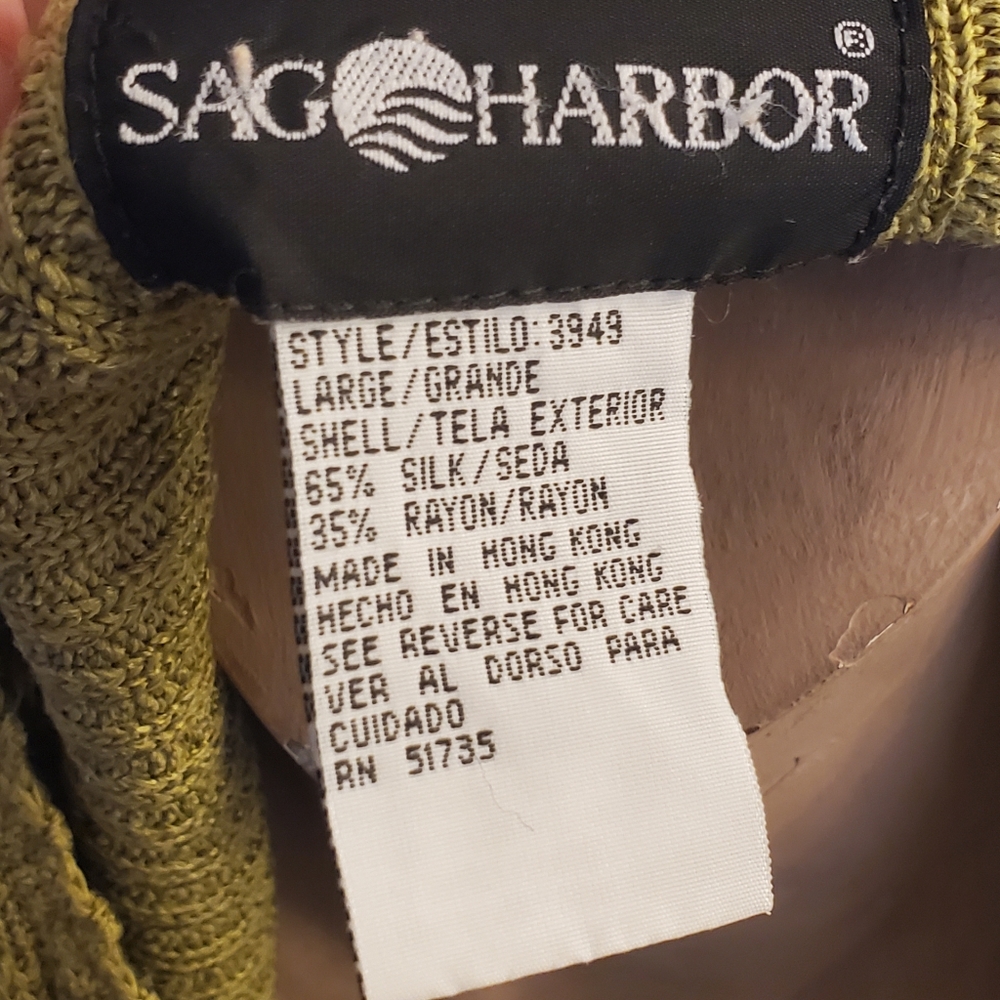 SAG HARBOR ®
STYLE/ESTILO: 3943
LARGE/GRANDE
SHELL/TELA EXTERIOR
65% SILK/SEDA
35% RAYON/RAYON
MADE IN HONG KONG
HECHO EN HONG KONG
SEE REVERSE FOR CARE
VER AL DORSO PARA
CUIDADO
RN 51735